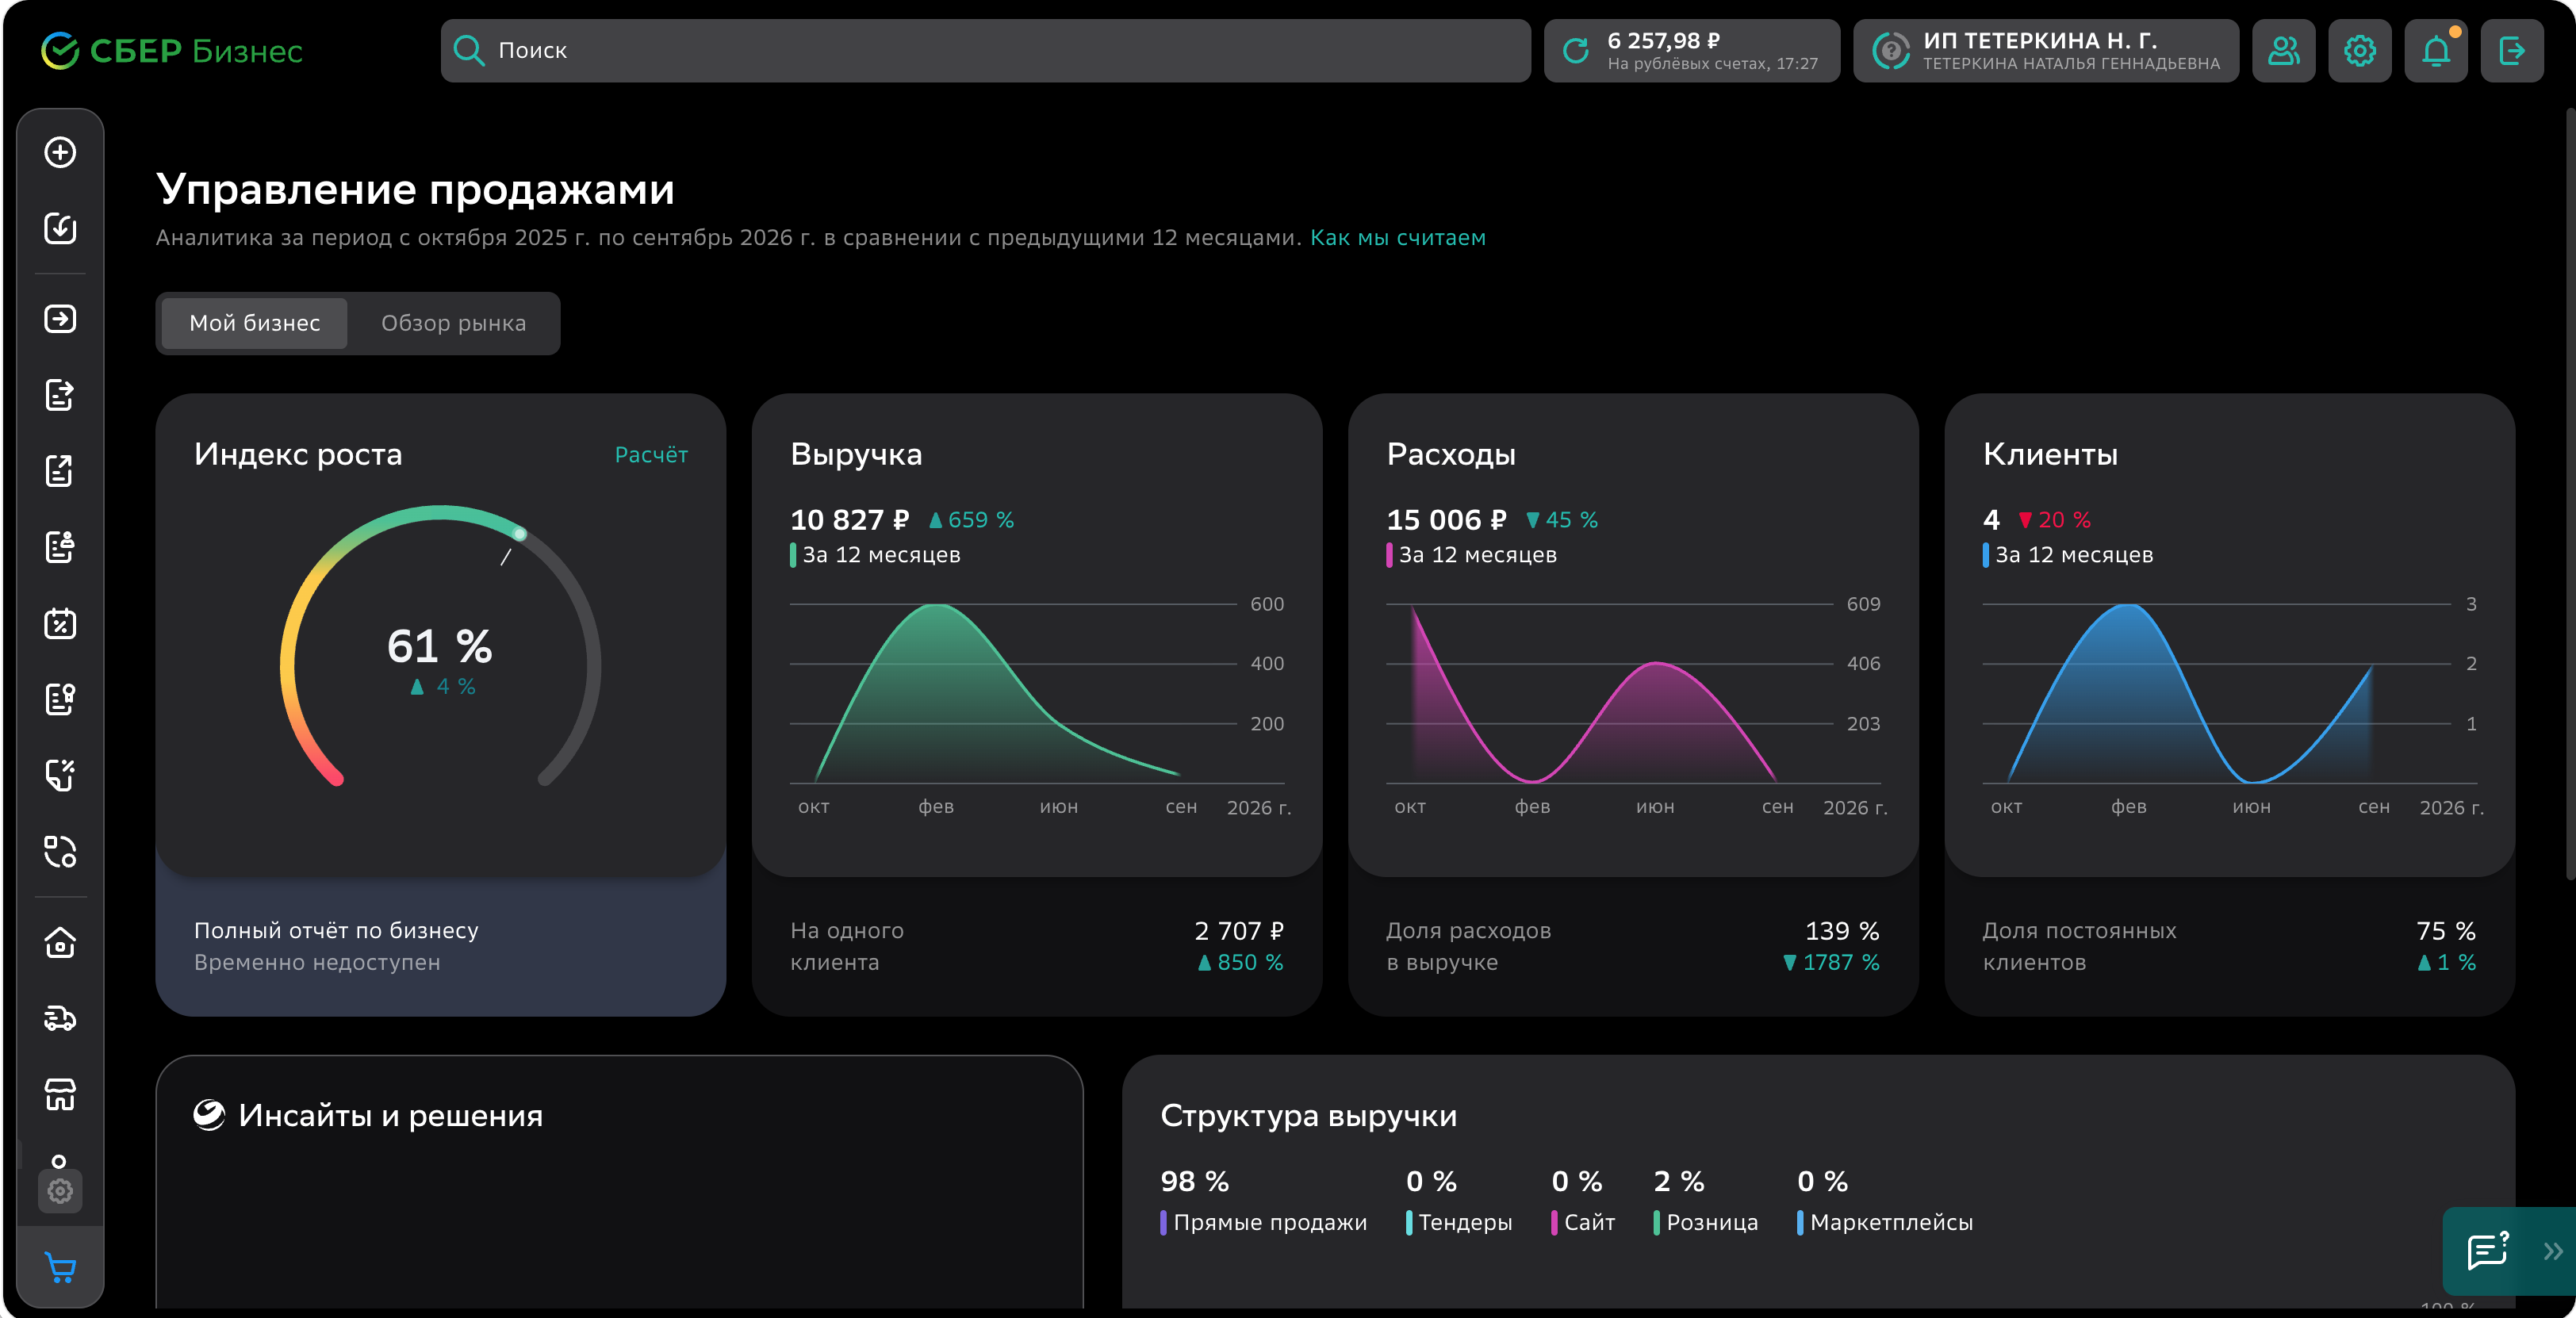 СБЕР Бизнес
Поиск
6 257,98 ₽
На рублёвых счетах, 17:27
ИП ТЕТЕРКИНА Н. Г.
ТЕТЕРКИНА НАТАЛЬЯ ГЕННАДЬЕВНА
Управление продажами
Аналитика за период с октября 2025 г. по сентябрь 2026 г. в сравнении с предыдущими 12 месяцами. Как мы считаем
Мой бизнес
Обзор рынка
Индекс роста
Расчёт
61 %
4 %
Полный отчёт по бизнесу
Временно недоступен
Выручка
10 827 ₽ 659 %
За 12 месяцев
600
400
200
окт фев июн сен 2026 г.
На одного
клиента
2 707 ₽
850 %
Расходы
15 006 ₽ 45 %
За 12 месяцев
609
406
203
окт фев июн сен 2026 г.
Доля расходов
в выручке
139 %
1787 %
Клиенты
4 20 %
За 12 месяцев
3
2
1
окт фев июн сен 2026 г.
Доля постоянных
клиентов
75 %
1 %
Инсайты и решения
Структура выручки
98 %
Прямые продажи
0 %
Тендеры
0 %
Сайт
2 %
Розница
0 %
Маркетплейсы